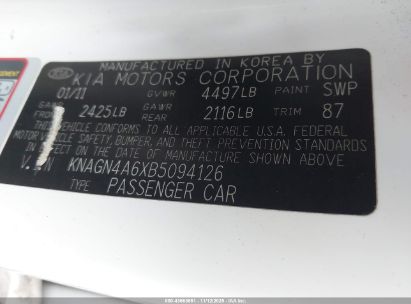 MANUFACTURED IN KOREA BY
KIA MOTORS CORPORATION
01/11 GVWR 4497LB PAINT SWP
FRONT 2425LB GAWR REAR 2116LB TRIM 87
THIS VEHICLE CONFORMS TO ALL APPLICABLE U.S.A. FEDERAL
MOTOR VEHICLE SAFETY, BUMPER, AND THEFT PREVENTION STANDARDS
IN EFFECT ON THE DATE OF MANUFACTURE SHOWN ABOVE.
V.I.N KNAGN4A6XB5094126
TYPE PASSENGER CAR